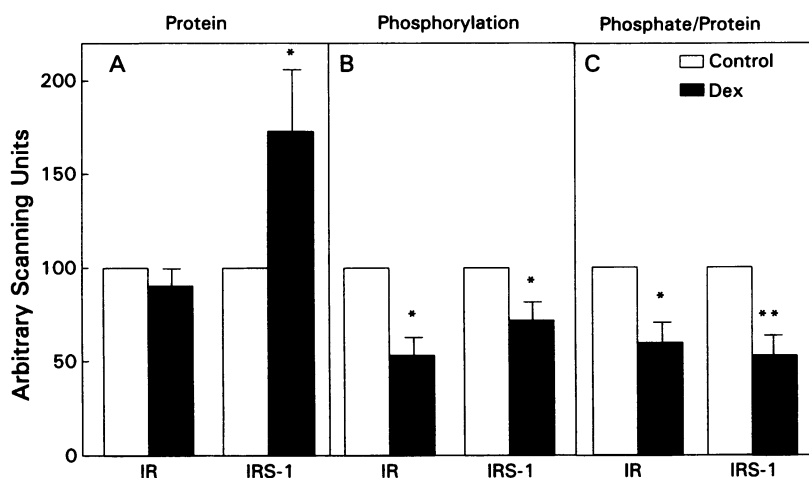 Protein
Phosphorylation
Phosphate/Protein
Arbitrary Scanning Units
200
150
100
50
0
A
*
B
*
*
C
Control
Dex
*
**
IR
IRS-1
IR
IRS-1
IR
IRS-1